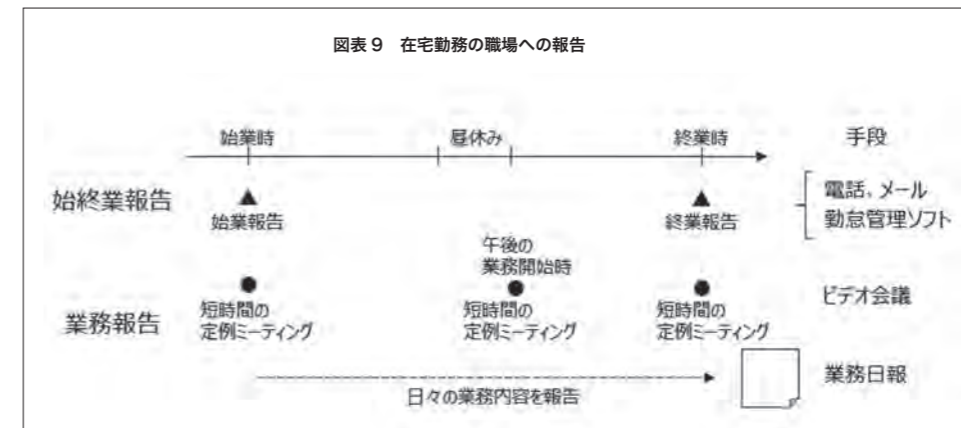 図表9 在宅勤務の職場への報告
始業時
昼休み
終業時
手段
始終業報告
始業報告
終業報告
電話、メール
勤怠管理ソフト
午後の
業務開始時
業務報告
短時間の
定例ミーティング
短時間の
定例ミーティング
短時間の
定例ミーティング
ビデオ会議
日々の業務内容を報告
業務日報